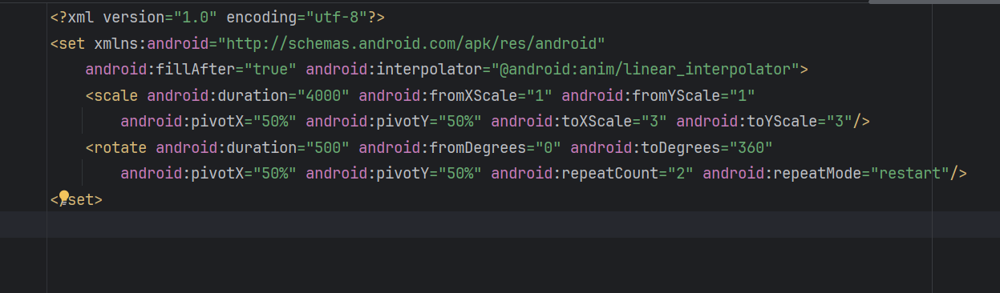 <?xml version="1.0" encoding="utf-8"?>
<set xmlns:android="http://schemas.android.com/apk/res/android"
    android:fillAfter="true" android:interpolator="@android:anim/linear_interpolator">
    <scale android:duration="4000" android:fromXScale="1" android:fromYScale="1"
        android:pivotX="50%" android:pivotY="50%" android:toXScale="3" android:toYScale="3"/>
    <rotate android:duration="500" android:fromDegrees="0" android:toDegrees="360"
        android:pivotX="50%" android:pivotY="50%" android:repeatCount="2" android:repeatMode="restart"/>
</set>